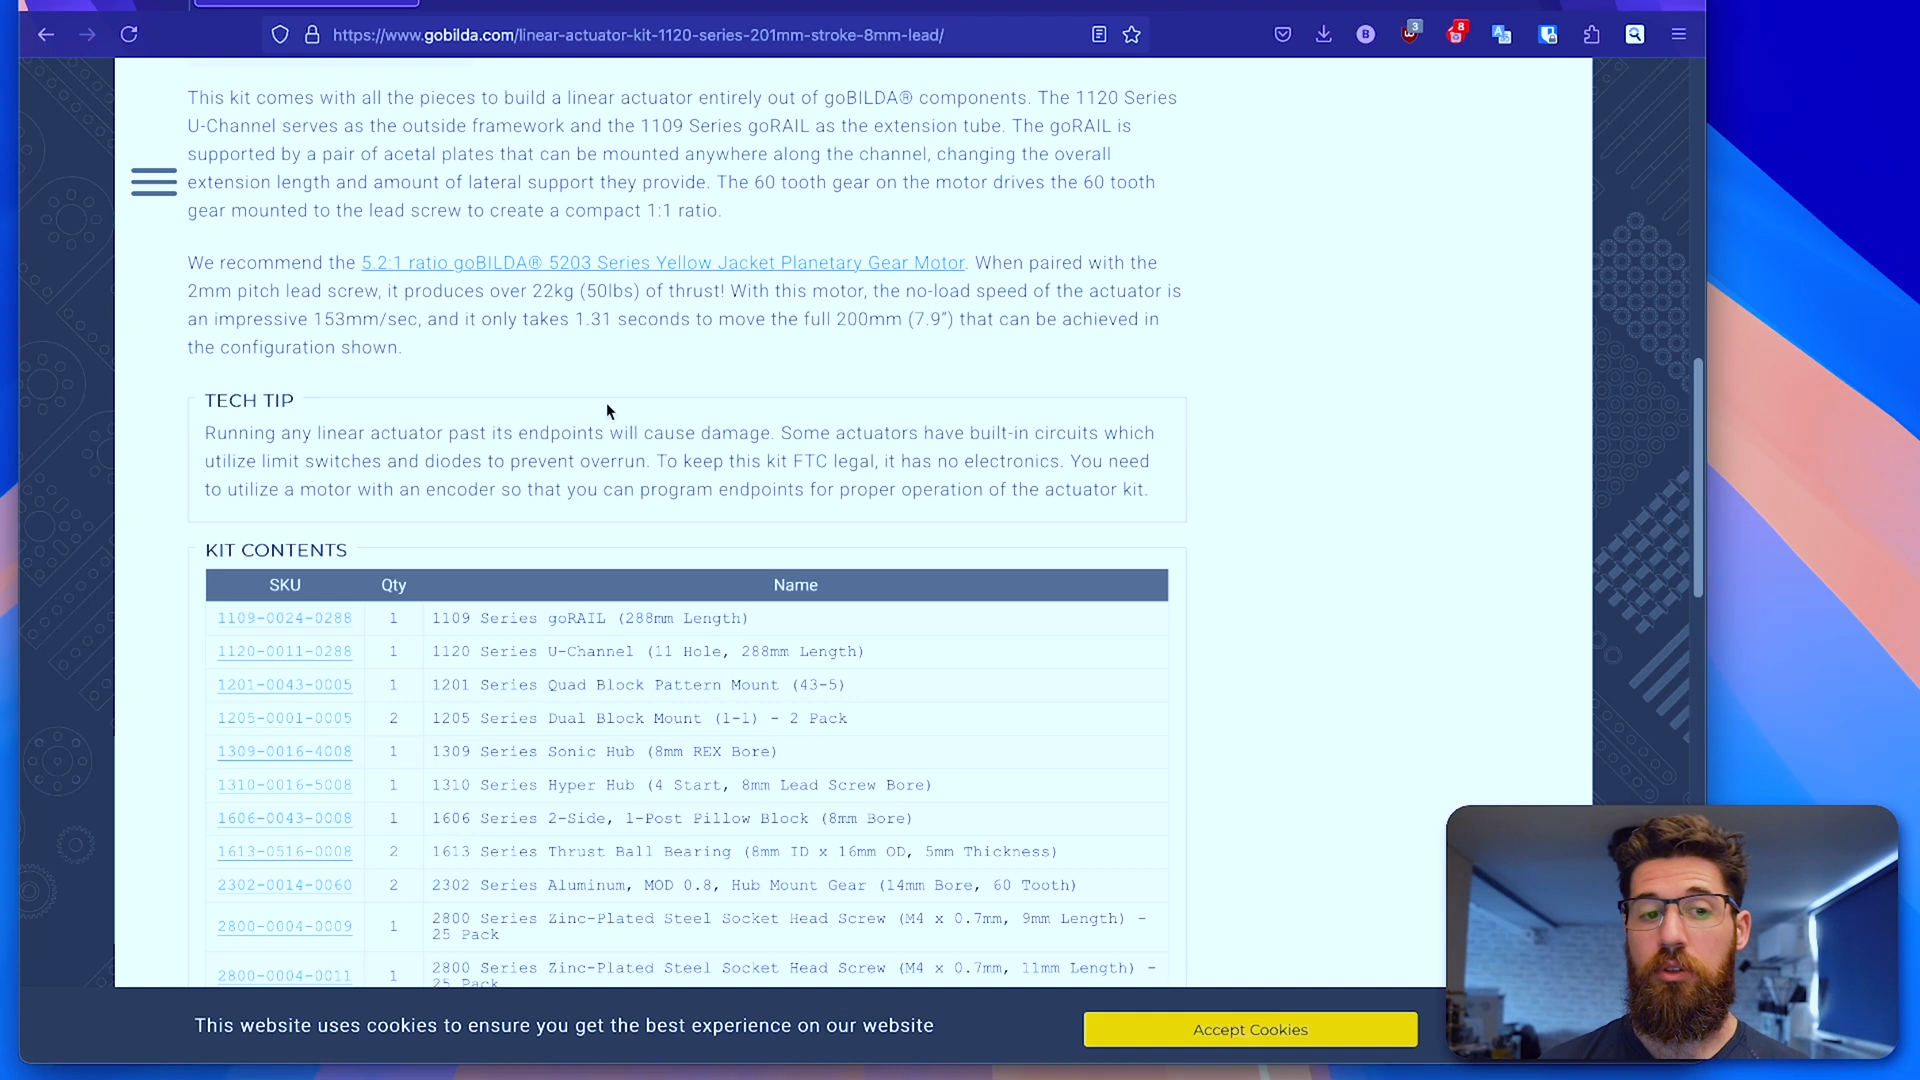 https://www.gobilda.com/linear-actuator-kit-1120-series-201mm-stroke-8mm-lead/
B
3
8
This kit comes with all the pieces to build a linear actuator entirely out of goBILDA® components. The 1120 Series
U-Channel serves as the outside framework and the 1109 Series goRAIL as the extension tube. The goRAIL is
supported by a pair of acetal plates that can be mounted anywhere along the channel, changing the overall
extension length and amount of lateral support they provide. The 60 tooth gear on the motor drives the 60 tooth
gear mounted to the lead screw to create a compact 1:1 ratio.
We recommend the 5.2:1 ratio goBILDA® 5203 Series Yellow Jacket Planetary Gear Motor. When paired with the
2mm pitch lead screw, it produces over 22kg (50lbs) of thrust! With this motor, the no-load speed of the actuator is
an impressive 153mm/sec, and it only takes 1.31 seconds to move the full 200mm (7.9”) that can be achieved in
the configuration shown.
TECH TIP
Running any linear actuator past its endpoints will cause damage. Some actuators have built-in circuits which
utilize limit switches and diodes to prevent overrun. To keep this kit FTC legal, it has no electronics. You need
to utilize a motor with an encoder so that you can program endpoints for proper operation of the actuator kit.
KIT CONTENTS
SKU Qty Name
1109-0024-0288 1 1109 Series goRAIL (288mm Length)
1120-0011-0288 1 1120 Series U-Channel (11 Hole, 288mm Length)
1201-0043-0005 1 1201 Series Quad Block Pattern Mount (43-5)
1205-0001-0005 2 1205 Series Dual Block Mount (1-1) - 2 Pack
1309-0016-4008 1 1309 Series Sonic Hub (8mm REX Bore)
1310-0016-5008 1 1310 Series Hyper Hub (4 Start, 8mm Lead Screw Bore)
1606-0043-0008 1 1606 Series 2-Side, 1-Post Pillow Block (8mm Bore)
1613-0516-0008 2 1613 Series Thrust Ball Bearing (8mm ID x 16mm OD, 5mm Thickness)
2302-0014-0060 2 2302 Series Aluminum, MOD 0.8, Hub Mount Gear (14mm Bore, 60 Tooth)
2800-0004-0009 1 2800 Series Zinc-Plated Steel Socket Head Screw (M4 x 0.7mm, 9mm Length) -
25 Pack
2800-0004-0011 1 2800 Series Zinc-Plated Steel Socket Head Screw (M4 x 0.7mm, 11mm Length) -
25 Pack
This website uses cookies to ensure you get the best experience on our website
Accept Cookies